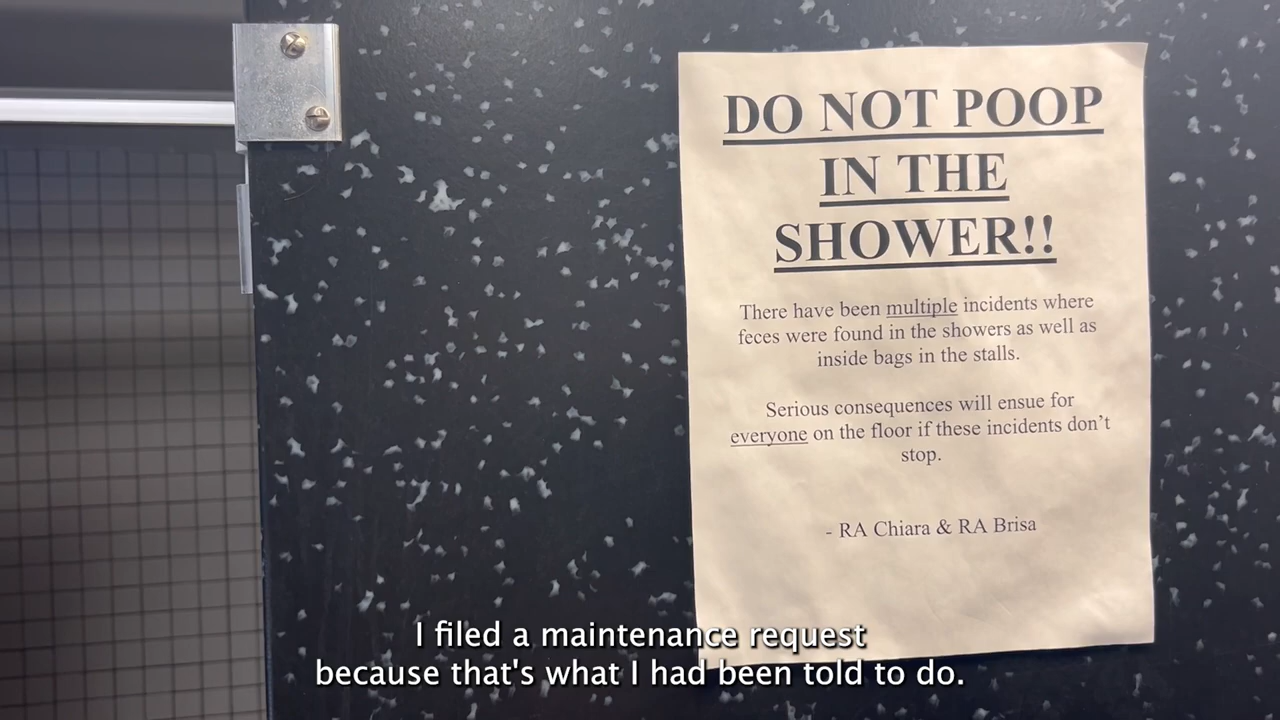 DO NOT POOP
IN THE
SHOWER!!
There have been multiple incidents where
feces were found in the showers as well as
inside bags in the stalls.
Serious consequences will ensue for
everyone on the floor if these incidents don’t
stop.
- RA Chiara & RA Brisa
I filed a maintenance request
because that's what I had been told to do.